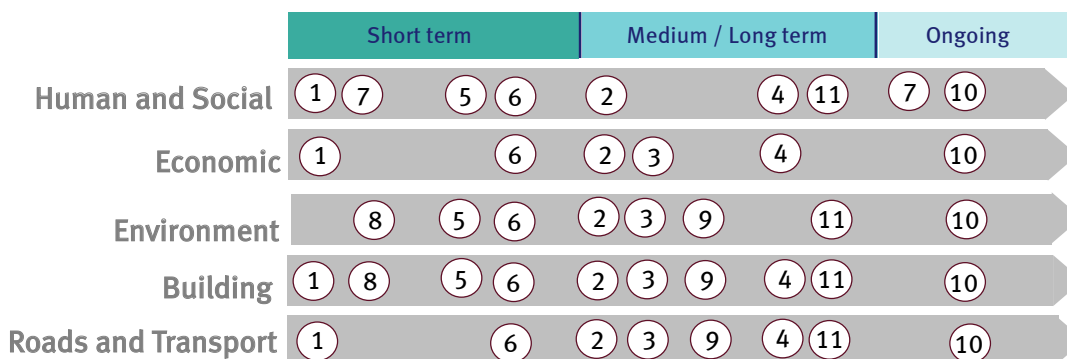 Short term Medium / Long term Ongoing
Human and Social 1 7 5 6 2 4 11 7 10
Economic 1 6 2 3 4 10
Environment 8 5 6 2 3 9 11 10
Building 1 8 5 6 2 3 9 4 11 10
Roads and Transport 1 6 2 3 9 4 11 10